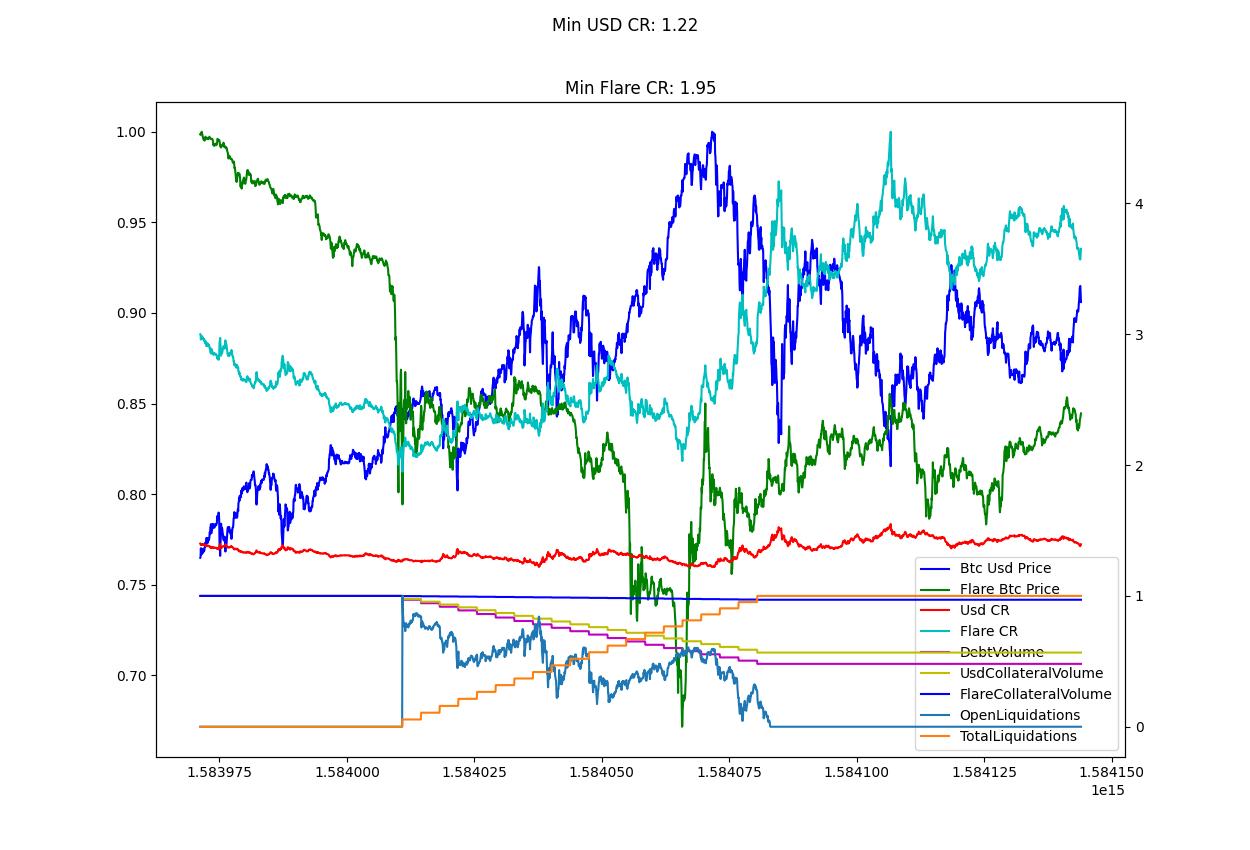 Min USD CR: 1.22
Min Flare CR: 1.95
1.00
0.95
0.90
0.85
0.80
0.75
0.70
4
3
2
1
0
Btc Usd Price
Flare Btc Price
Usd CR
Flare CR
DebtVolume
UsdCollateralVolume
FlareCollateralVolume
OpenLiquidations
TotalLiquidations
1.583975 1.584000 1.584025 1.584050 1.584075 1.584100 1.584125 1.584150
1e15